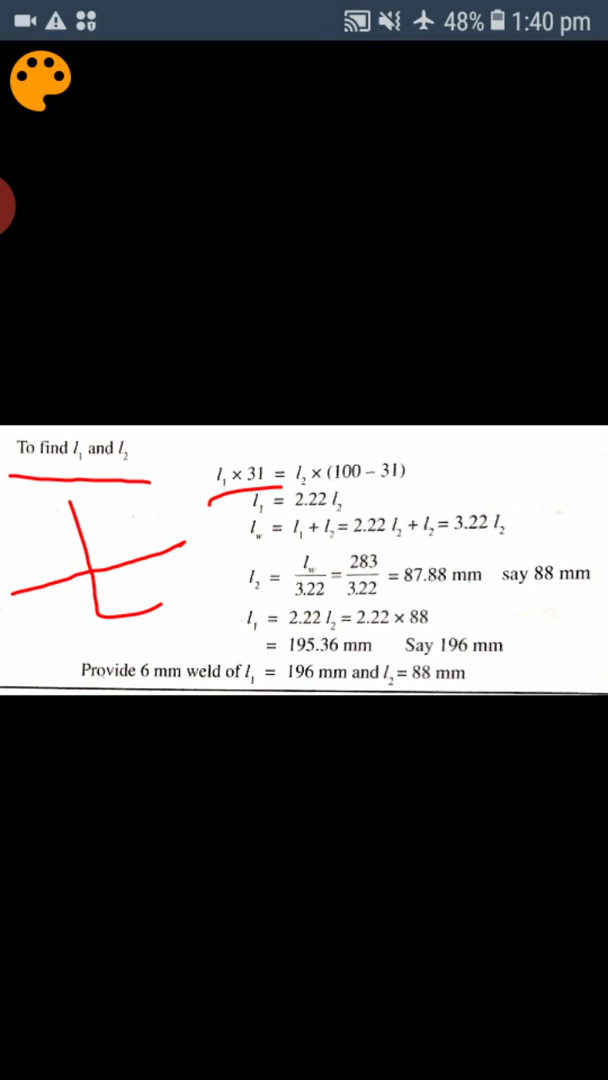 48% 1:40 pm
To find l₁ and l₂
l₁ × 31 = l₂ × (100 – 31)
l₁ = 2.22 l₂
l_w = l₁ + l₂ = 2.22 l₂ + l₂ = 3.22 l₂
l₂ = l_w/3.22 = 283/3.22 = 87.88 mm say 88 mm
l₁ = 2.22 l₂ = 2.22 × 88
= 195.36 mm Say 196 mm
Provide 6 mm weld of l₁ = 196 mm and l₂ = 88 mm